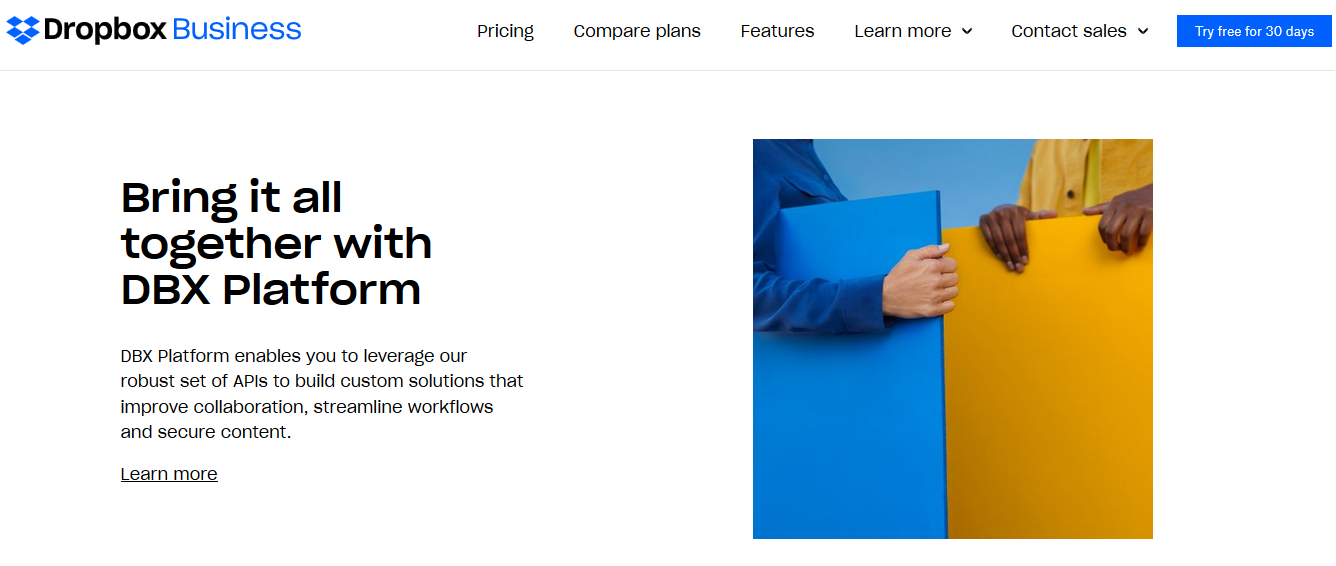 Dropbox Business
Pricing
Compare plans
Features
Learn more
Contact sales
Try free for 30 days
Bring it all
together with
DBX Platform
DBX Platform enables you to leverage our
robust set of APIs to build custom solutions that
improve collaboration, streamline workflows
and secure content.
Learn more